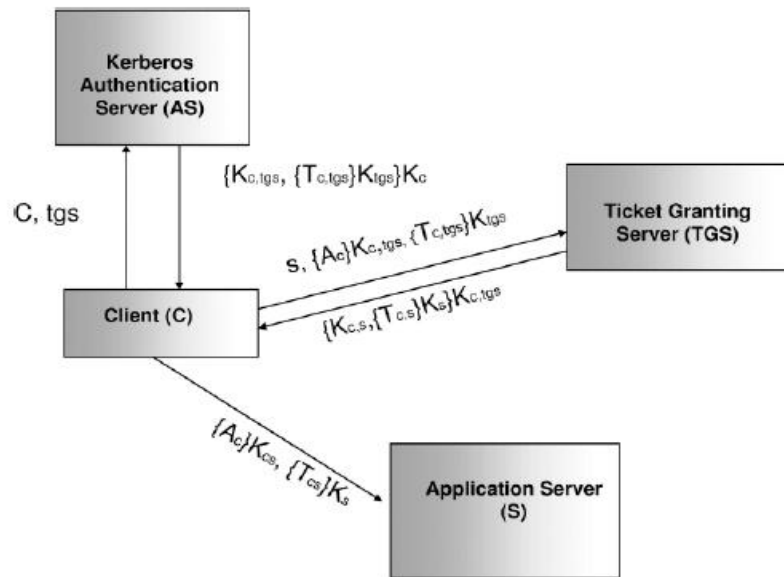 Kerberos
Authentication
Server (AS)
{Kc,tgs, {Tc,tgs}Ktgs}Kc
C, tgs
Ticket Granting
Server (TGS)
s, {Ac}Kc,tgs, {Tc,tgs}Ktgs
{Kc,s,{Tc,s}Ks}Kc,tgs
Client (C)
{Ac}Kcs, {Tcs}Ks
Application Server
(S)